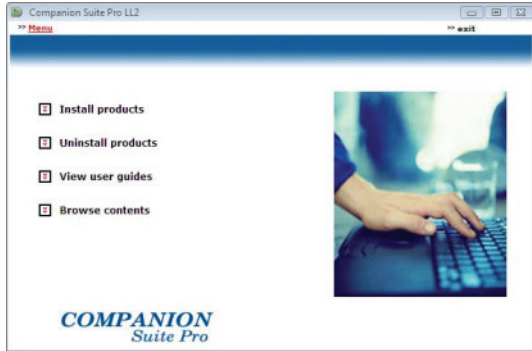 Companion Suite Pro LL2
>> Menu
>> exit
Install products
Uninstall products
View user guides
Browse contents
COMPANION
Suite Pro